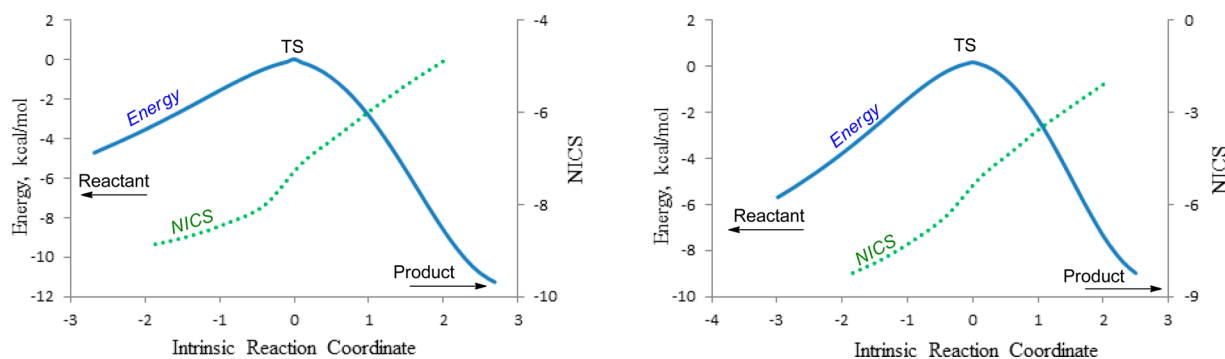 2
0
-2
-4
-6
-8
-10
-12
Energy, kcal/mol
-4
-6
-8
-10
NICS
TS
Energy
Reactant
NICS
Product
-3
-2
-1
0
1
2
3
Intrinsic Reaction Coordinate
2
0
-2
-4
-6
-8
-10
Energy, kcal/mol
0
-3
-6
-9
NICS
TS
Energy
Reactant
NICS
Product
-4
-3
-2
-1
0
1
2
3
Intrinsic Reaction Coordinate